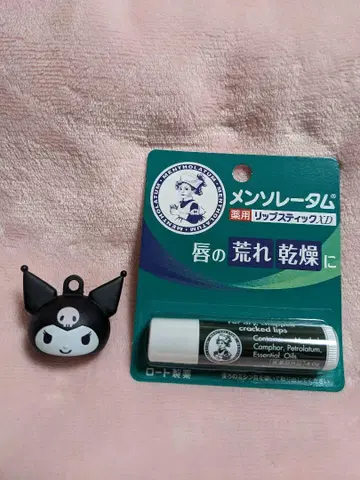 MENTHOLATUM MENTHOLATUM MENTHOLATUM
メンソレータム®
薬用 リップスティックXD
唇の 荒れ 乾燥 に
cracked lips
Camphor, Petrolatum,
Essential Oils
ロート製薬